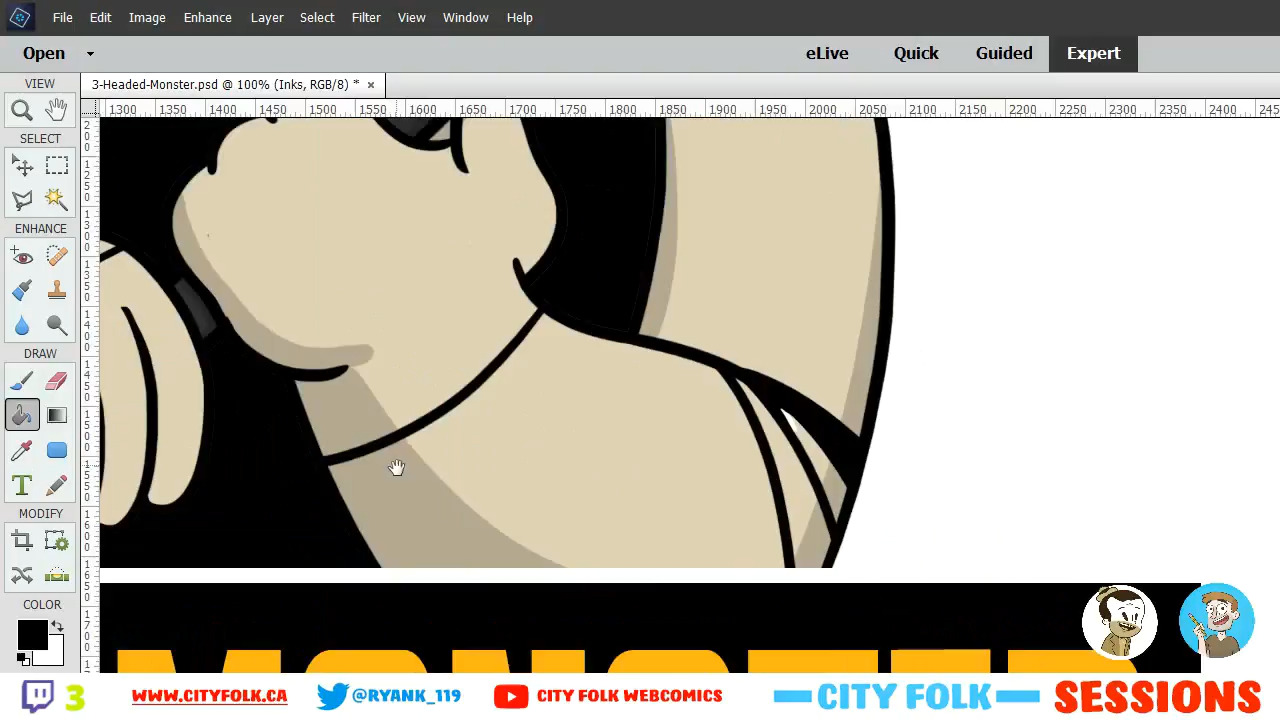 File Edit Image Enhance Layer Select Filter View Window Help
Open eLive Quick Guided Expert
VIEW 3-Headed-Monster.psd @ 100% (Inks, RGB/8) * ×
1300 1350 1400 1450 1500 1550 1600 1650 1700 1750 1800 1850 1900 1950 2000 2050 2100 2150 2200 2250 2300 2350 2400 245
SELECT
ENHANCE
DRAW
T
MODIFY
COLOR
MONSTER
3 WWW.CITYFOLK.CA @RYANK_119 CITY FOLK WEBCOMICS CITY FOLK SESSIONS